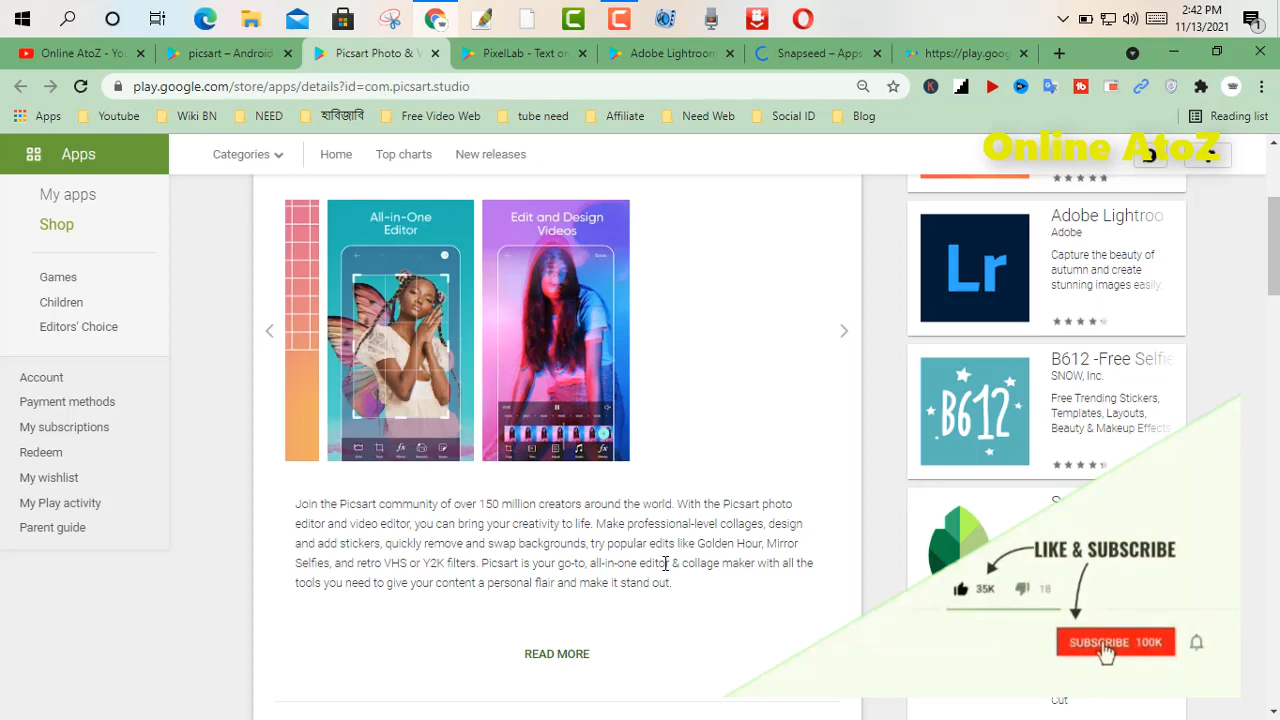 2:42 PM
11/13/2021
Online AtoZ - Yo
picsart – Android
Picsart Photo & V
PixelLab - Text on
Adobe Lightroom
Snapseed – Apps
https://play.goog
play.google.com/store/apps/details?id=com.picsart.studio
Apps
Youtube
Wiki BN
NEED
হাবিজাবি
Free Video Web
tube need
Affiliate
Need Web
Social ID
Blog
Reading list
Online AtoZ
Apps
Categories
Home
Top charts
New releases
My apps
Shop
Games
Children
Editors' Choice
Account
Payment methods
My subscriptions
Redeem
My wishlist
My Play activity
Parent guide
All-in-One
Editor
Edit and Design
Videos
Join the Picsart community of over 150 million creators around the world. With the Picsart photo
editor and video editor, you can bring your creativity to life. Make professional-level collages, design
and add stickers, quickly remove and swap backgrounds, try popular edits like Golden Hour, Mirror
Selfies, and retro VHS or Y2K filters. Picsart is your go-to, all-in-one editor & collage maker with all the
tools you need to give your content a personal flair and make it stand out.
READ MORE
Lr
Adobe Lightroo
Adobe
Capture the beauty of
autumn and create
stunning images easily.
B612
B612 -Free Selfie
SNOW, Inc.
Free Trending Stickers,
Templates, Layouts,
Beauty & Makeup Effects
LIKE & SUBSCRIBE
35K
18
SUBSCRIBE 100K
Cut